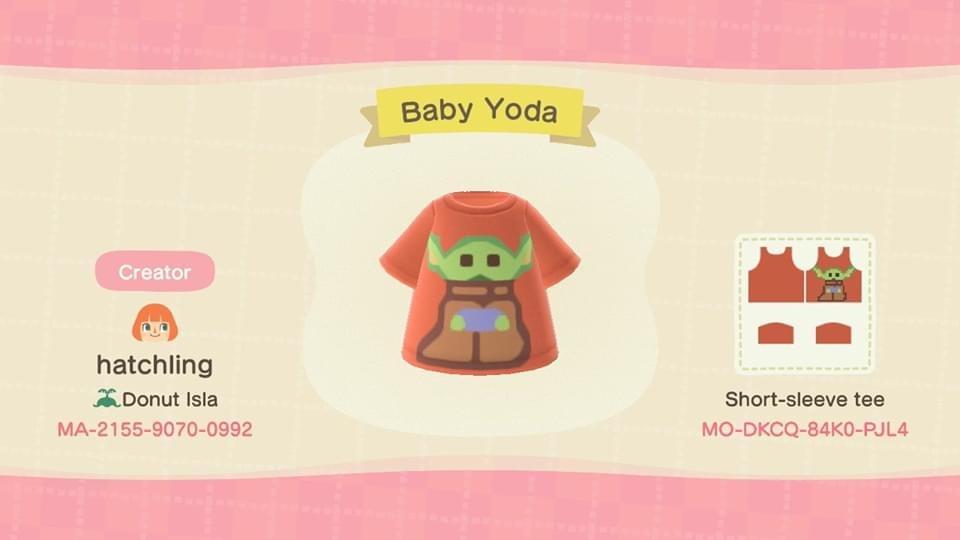 Baby Yoda
Creator
hatchling
Donut Isla
MA-2155-9070-0992
Short-sleeve tee
MO-DKCQ-84K0-PJL4